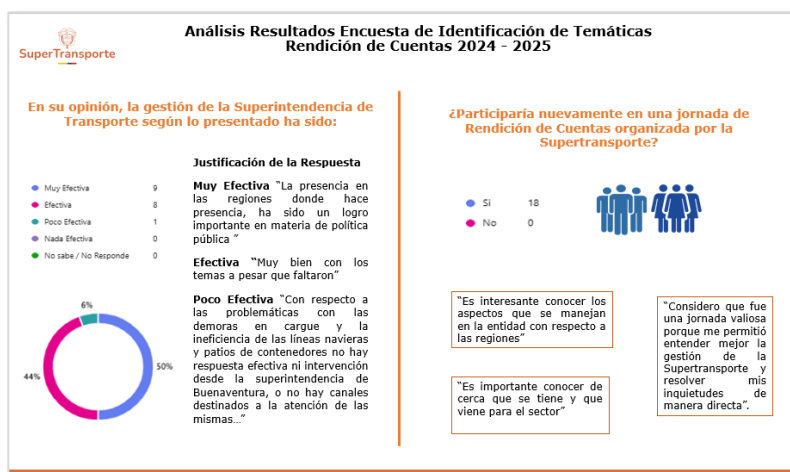 SuperTransporte
Análisis Resultados Encuesta de Identificación de Temáticas
Rendición de Cuentas 2024 - 2025
En su opinión, la gestión de la Superintendencia de
Transporte según lo presentado ha sido:
Muy Efectiva 9
Efectiva 8
Poco Efectiva 1
Nada Efectiva 0
No sabe / No Responde 0
6%
50%
44%
Justificación de la Respuesta
Muy Efectiva “La presencia en
las regiones donde hace
presencia, ha sido un logro
importante en materia de política
pública ”
Efectiva “Muy bien con los
temas a pesar que faltaron”
Poco Efectiva “Con respecto a
las problemáticas con las
demoras en cargue y la
ineficiencia de las líneas navieras
y patios de contenedores no hay
respuesta efectiva ni intervención
desde la superintendencia de
Buenaventura, o no hay canales
destinados a la atención de las
mismas…”
¿Participaría nuevamente en una jornada de
Rendición de Cuentas organizada por la
Supertransporte?
Si 18
No 0
“Es interesante conocer los
aspectos que se manejan
en la entidad con respecto a
las regiones”
“Es importante conocer de
cerca que se tiene y que
viene para el sector”
“Considero que fue
una jornada valiosa
porque me permitió
entender mejor la
gestión de la
Supertransporte y
resolver mis
inquietudes de
manera directa”.